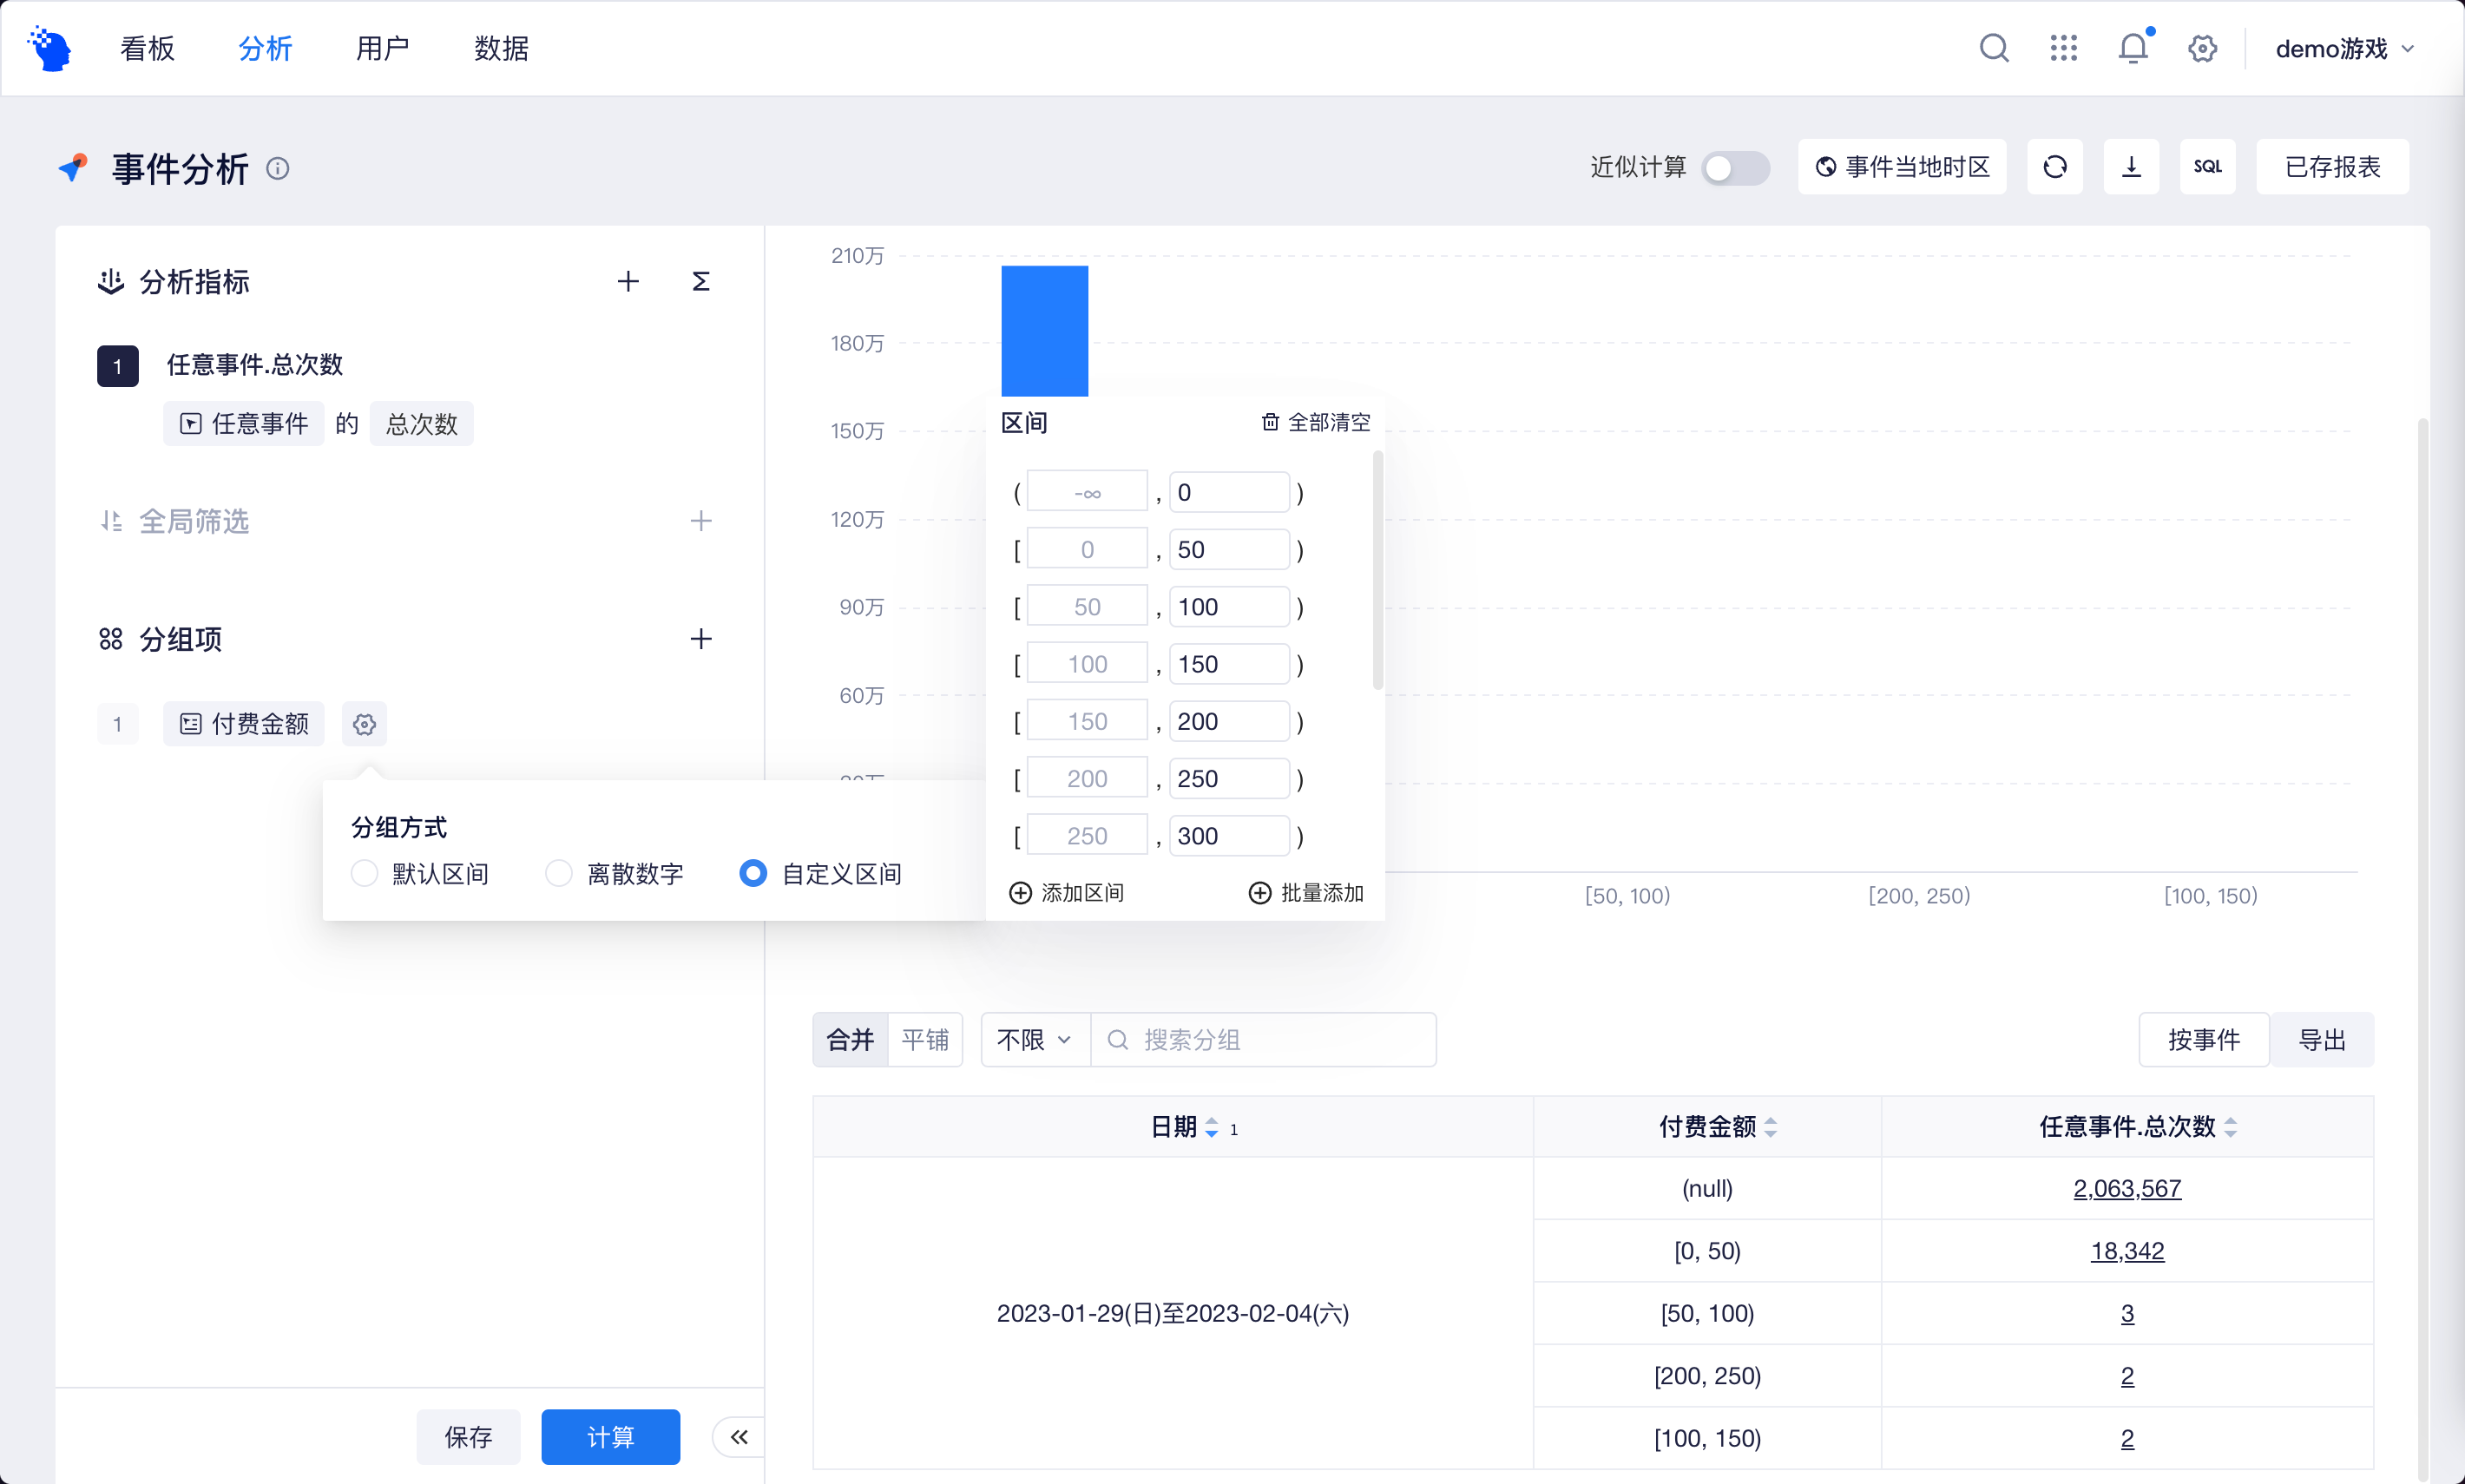 看板 分析 用户 数据 demo游戏
事件分析 近似计算 事件当地时区 SQL 已存报表
分析指标 Σ
1 任意事件.总次数
任意事件 的 总次数
全局筛选
分组项
1 付费金额
分组方式
默认区间 离散数字 自定义区间
保存 计算
210万
180万
150万
120万
90万
60万
区间 全部清空
( -∞ , 0 )
[ 0 , 50 )
[ 50 , 100 )
[ 100 , 150 )
[ 150 , 200 )
[ 200 , 250 )
[ 250 , 300 )
添加区间 批量添加
[50, 100) [200, 250) [100, 150)
合并 平铺 不限 搜索分组 按事件 导出
日期 1 付费金额 任意事件.总次数
(null) 2,063,567
[0, 50) 18,342
2023-01-29(日)至2023-02-04(六) [50, 100) 3
[200, 250) 2
[100, 150) 2